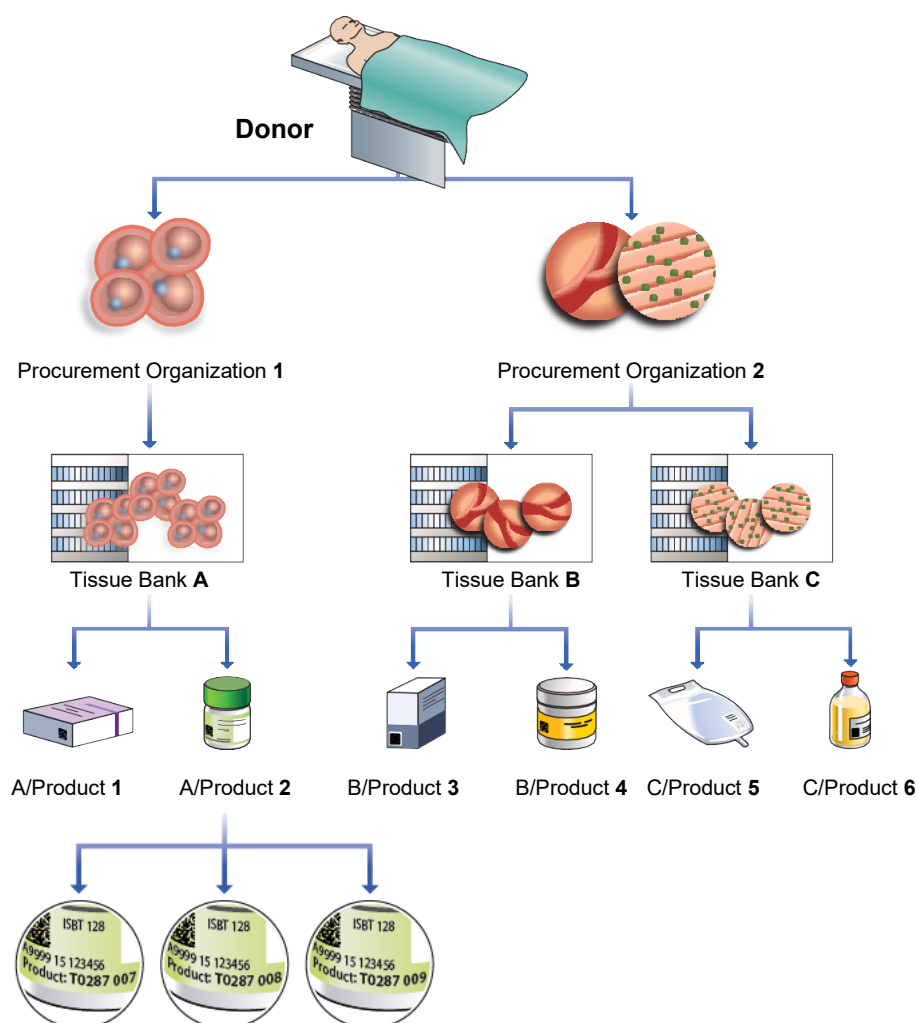 Donor
Procurement Organization 1
Procurement Organization 2
Tissue Bank A
Tissue Bank B
Tissue Bank C
A/Product 1
A/Product 2
B/Product 3
B/Product 4
C/Product 5
C/Product 6
ISBT 128
A9999 15 123456
Product: T0287 007
ISBT 128
A9999 15 123456
Product: T0287 008
ISBT 128
A9999 15 123456
Product: T0287 009